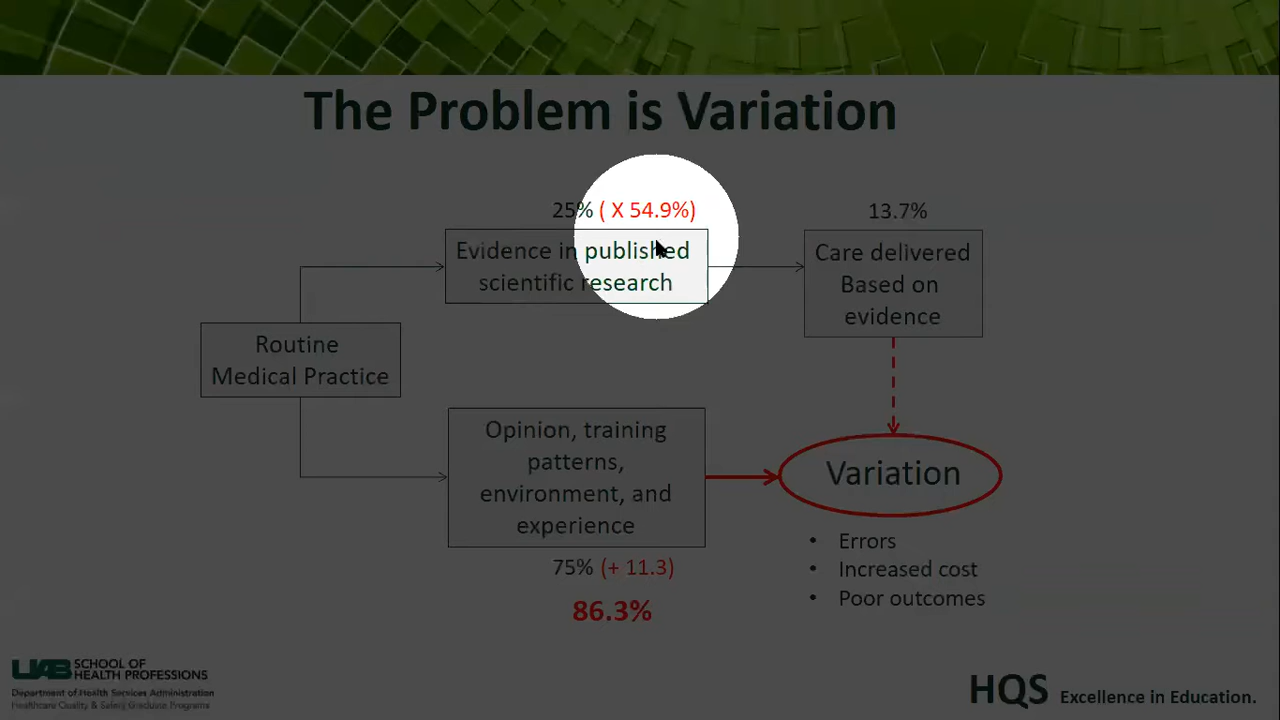 The Problem is Variation
25% ( X 54.9%)
13.7%
Evidence in published
scientific research
Care delivered
Based on
evidence
Routine
Medical Practice
Opinion, training
patterns,
environment, and
experience
Variation
75% (+ 11.3)
86.3%
• Errors
• Increased cost
• Poor outcomes
UAB SCHOOL OF
HEALTH PROFESSIONS
Department of Health Services Administration
Healthcare Quality & Safety Graduate Programs
HQS Excellence in Education.